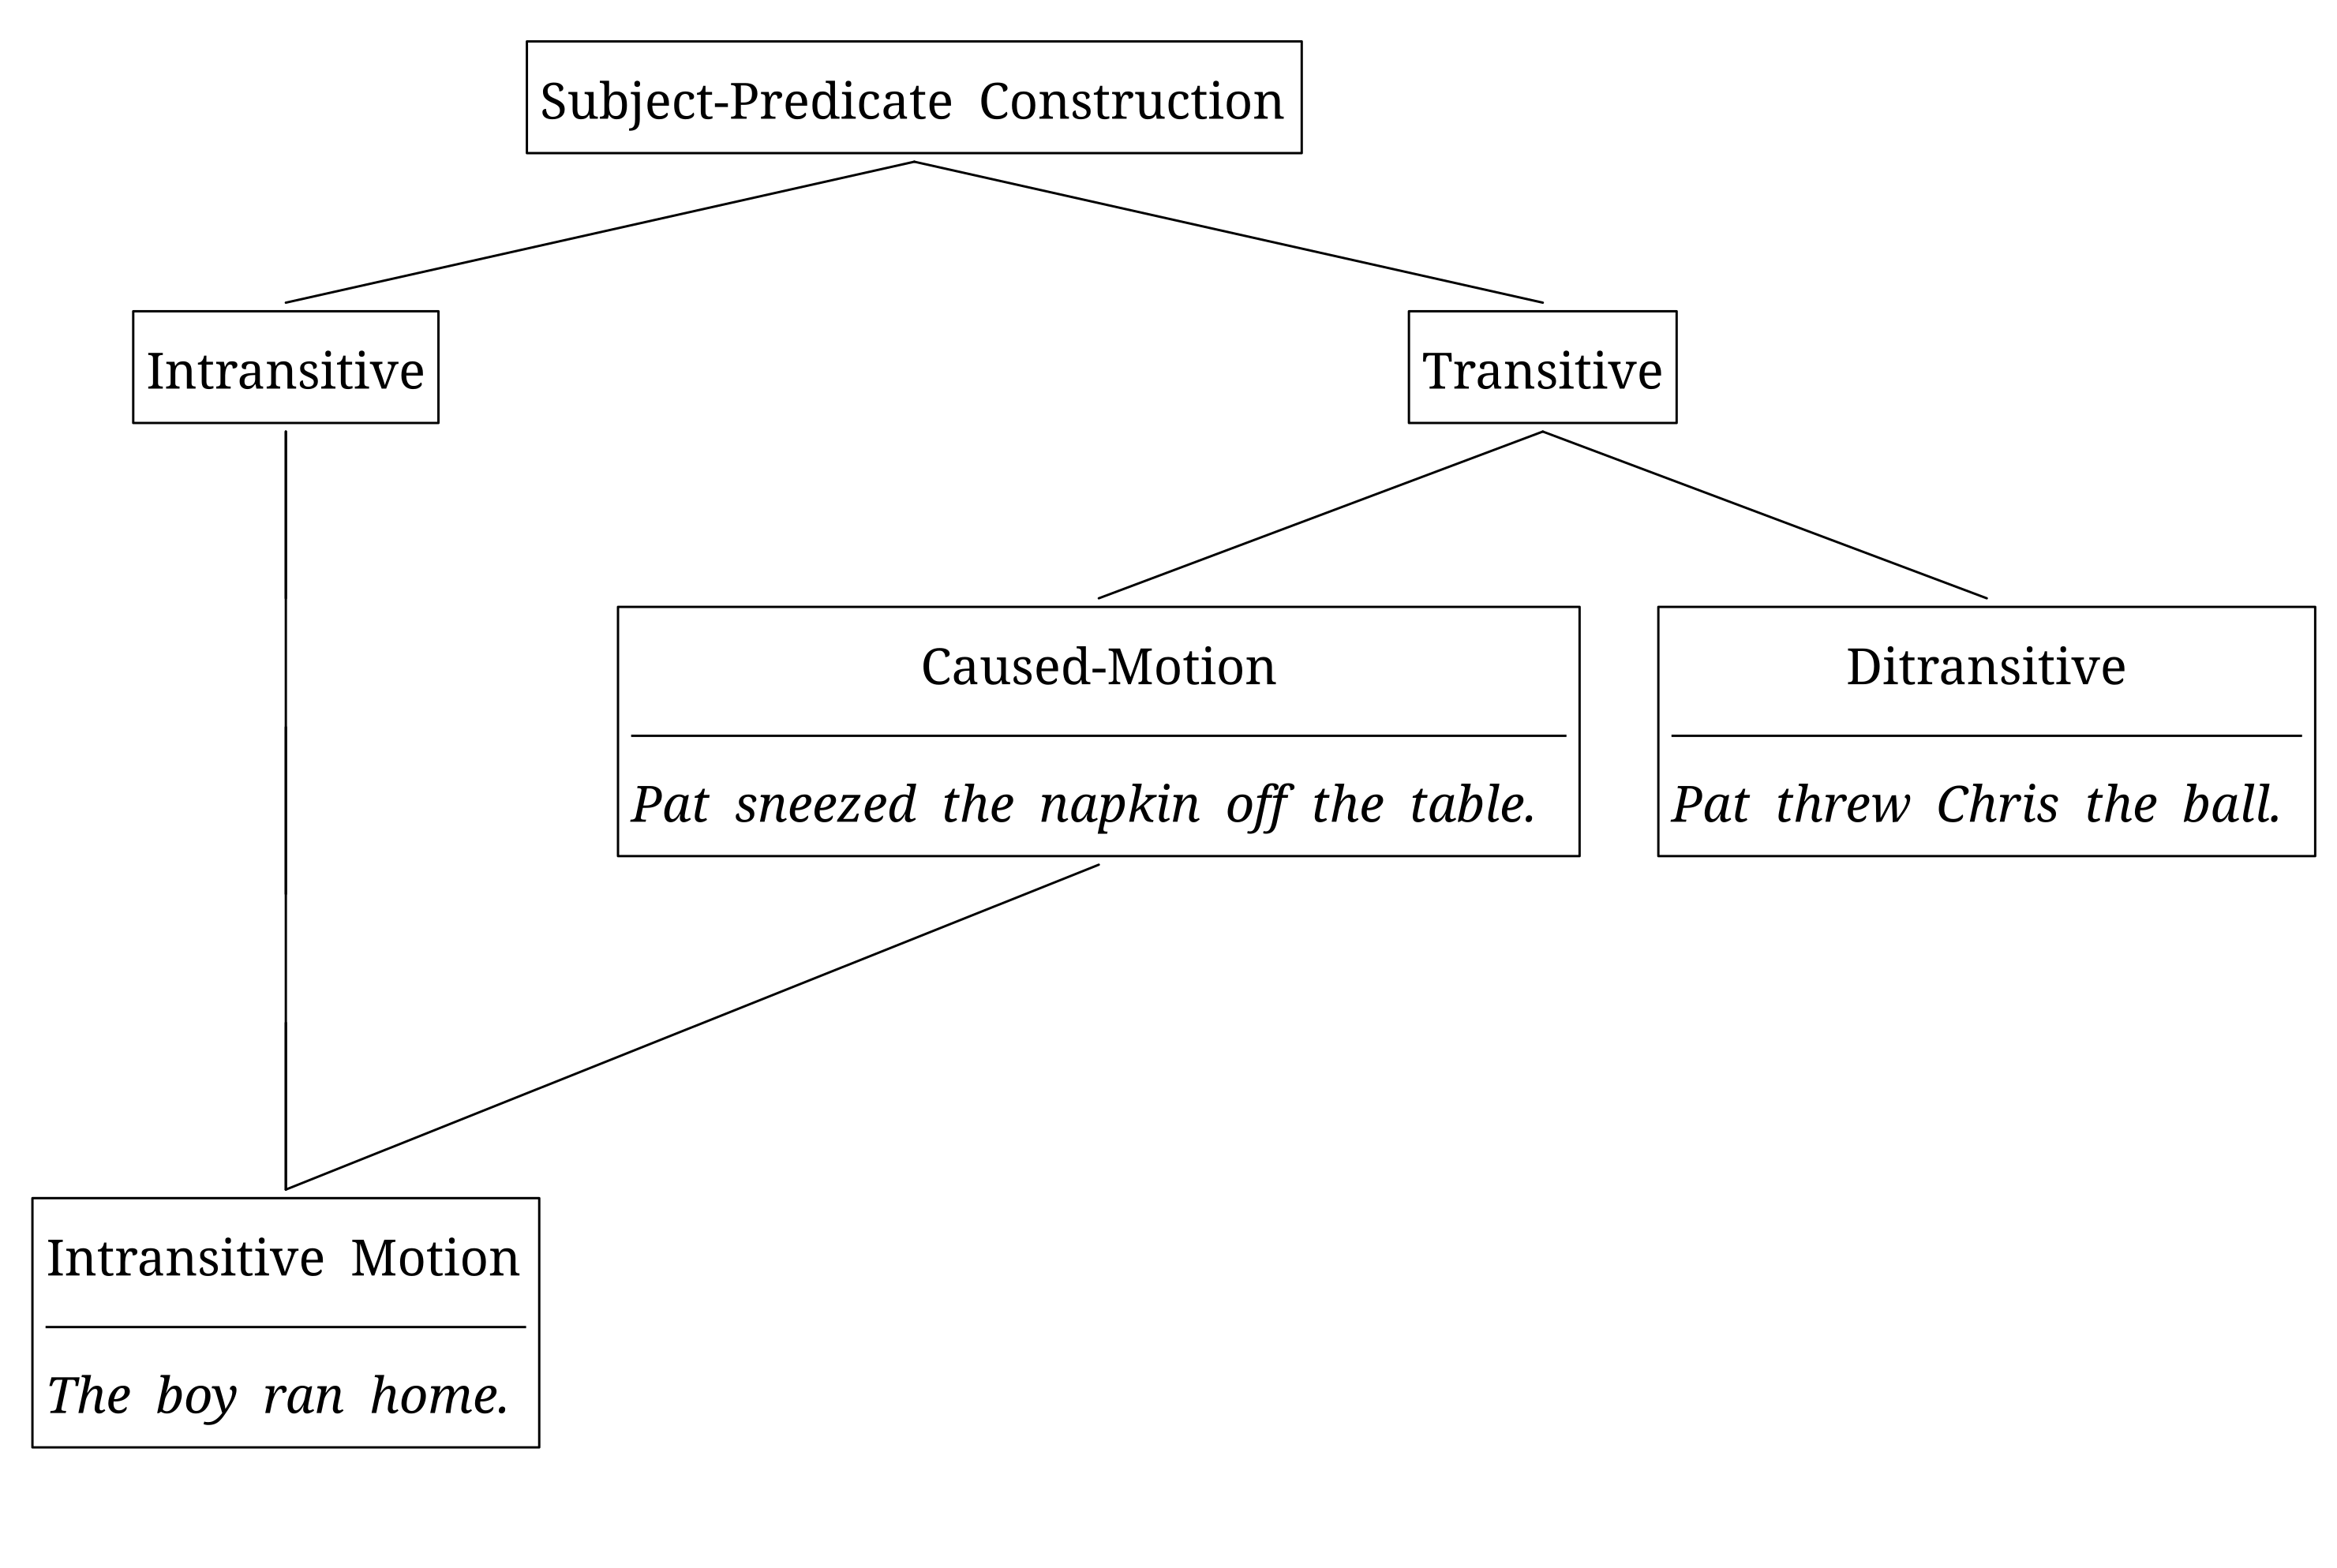 Subject-Predicate Construction
Intransitive
Transitive
Caused-Motion
Pat sneezed the napkin off the table.
Ditransitive
Pat threw Chris the ball.
Intransitive Motion
The boy ran home.